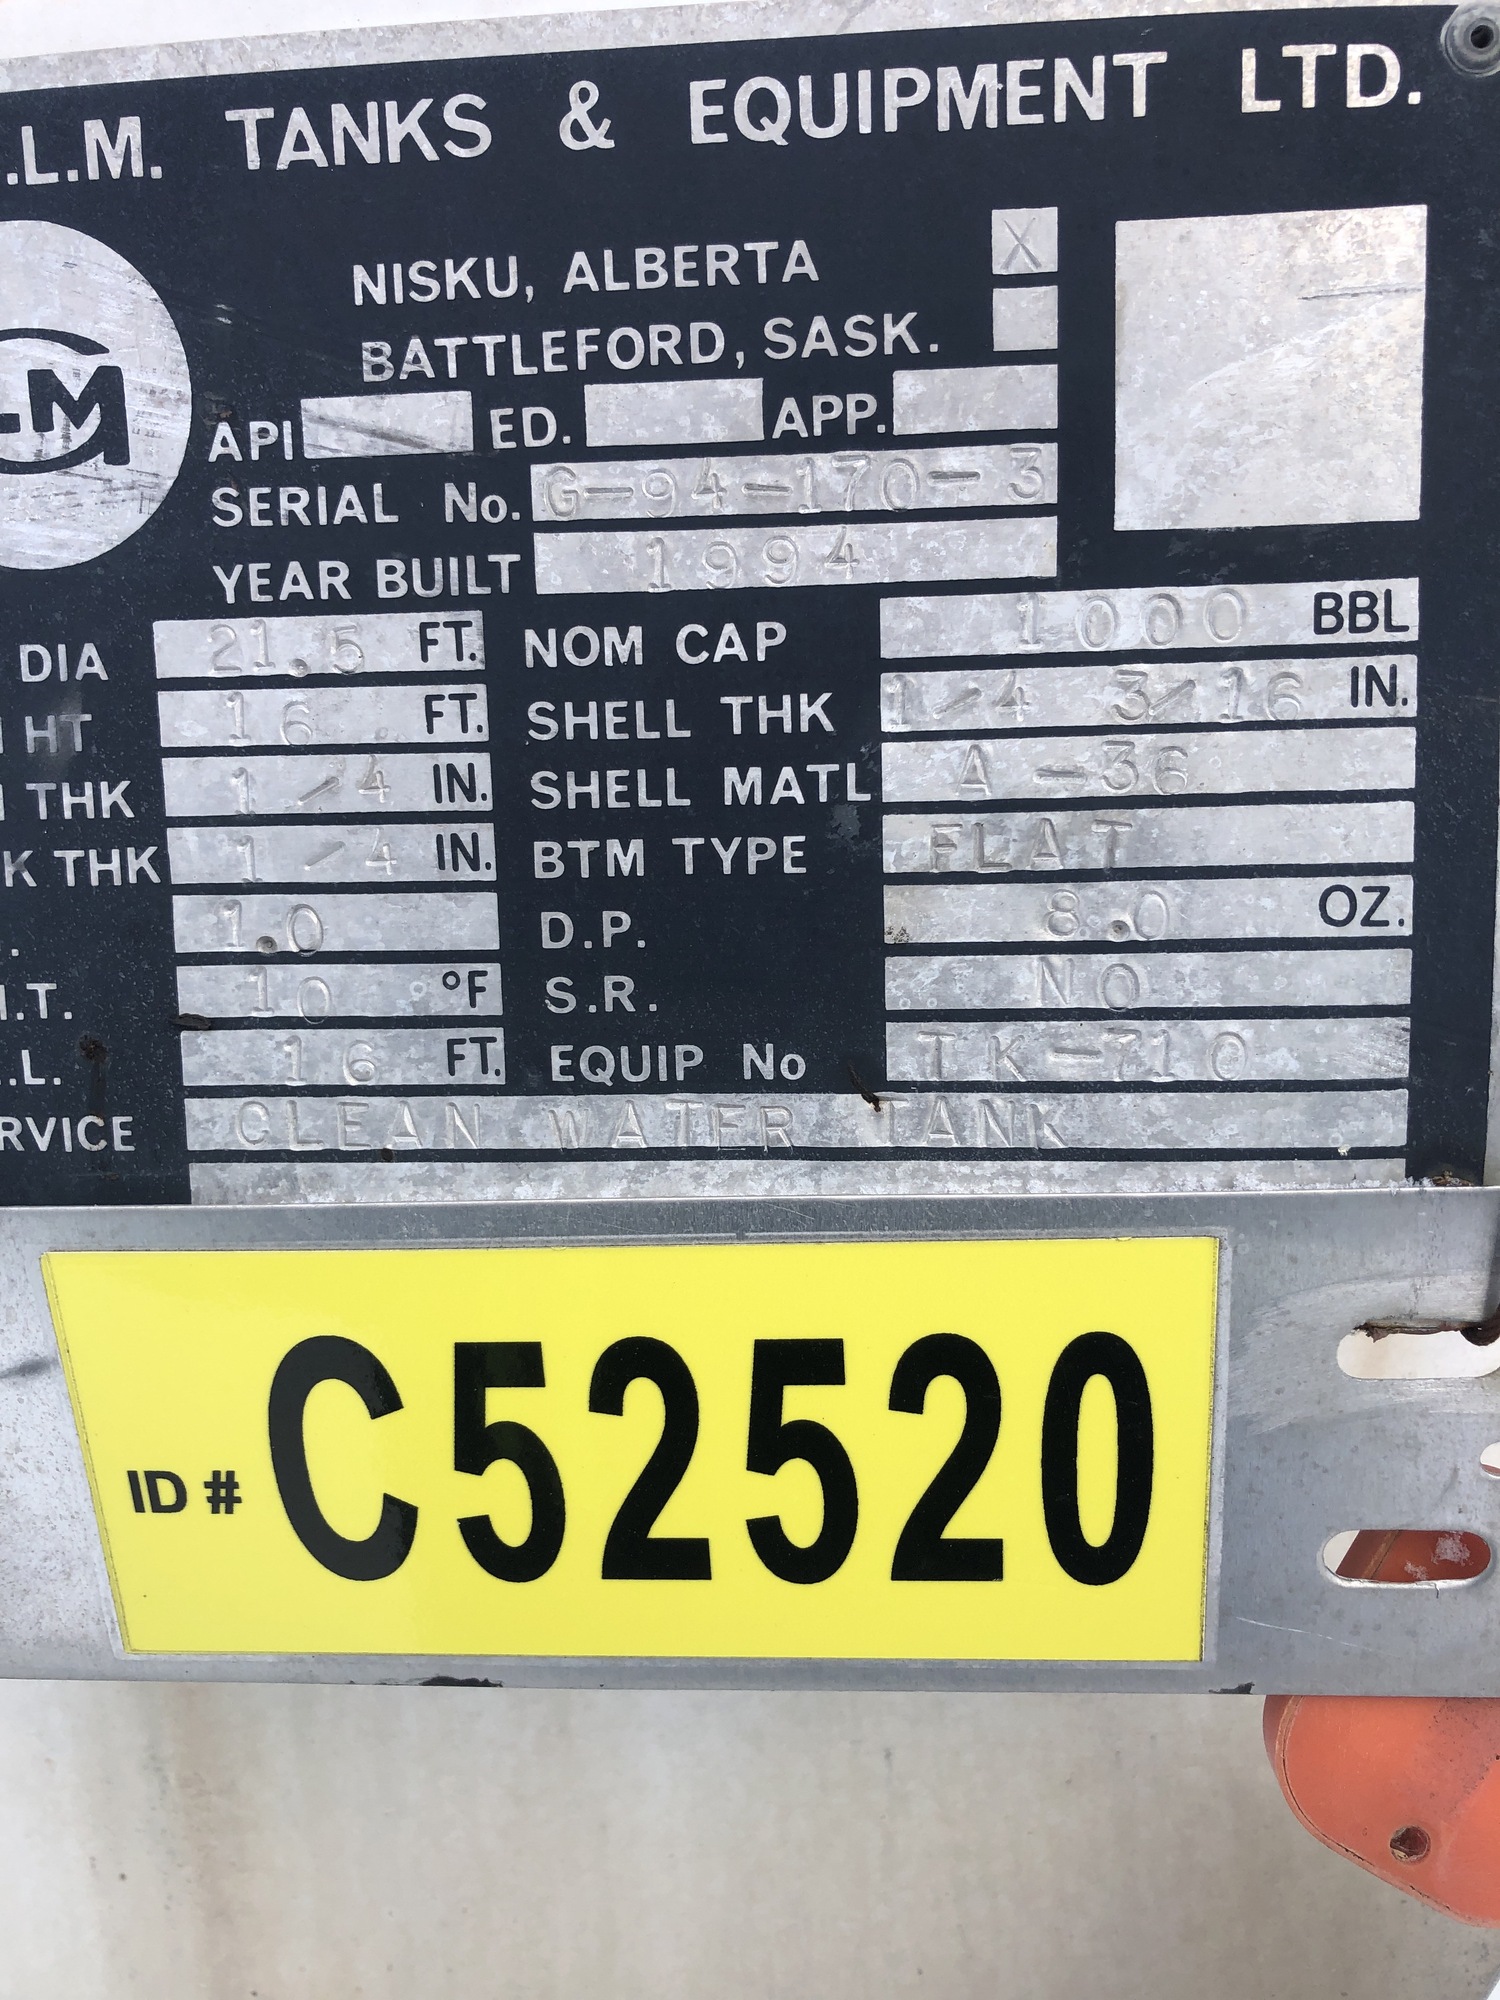 .L.M. TANKS & EQUIPMENT LTD.
NISKU, ALBERTA X
BATTLEFORD, SASK.
LM
API ED. APP.
SERIAL No. G-94-170-3
YEAR BUILT 1994
DIA 21.5 FT. NOM CAP 1000 BBL
HT 16 FT. SHELL THK 1/4 3/16 IN.
THK 1/4 IN. SHELL MATL A-36
K THK 1/4 IN. BTM TYPE FLAT
. 1.0 D.P. 8.0 OZ.
.T. 10 °F S.R. NO
.L. 16 FT. EQUIP No TK-710
RVICE CLEAN WATER TANK
ID # C52520